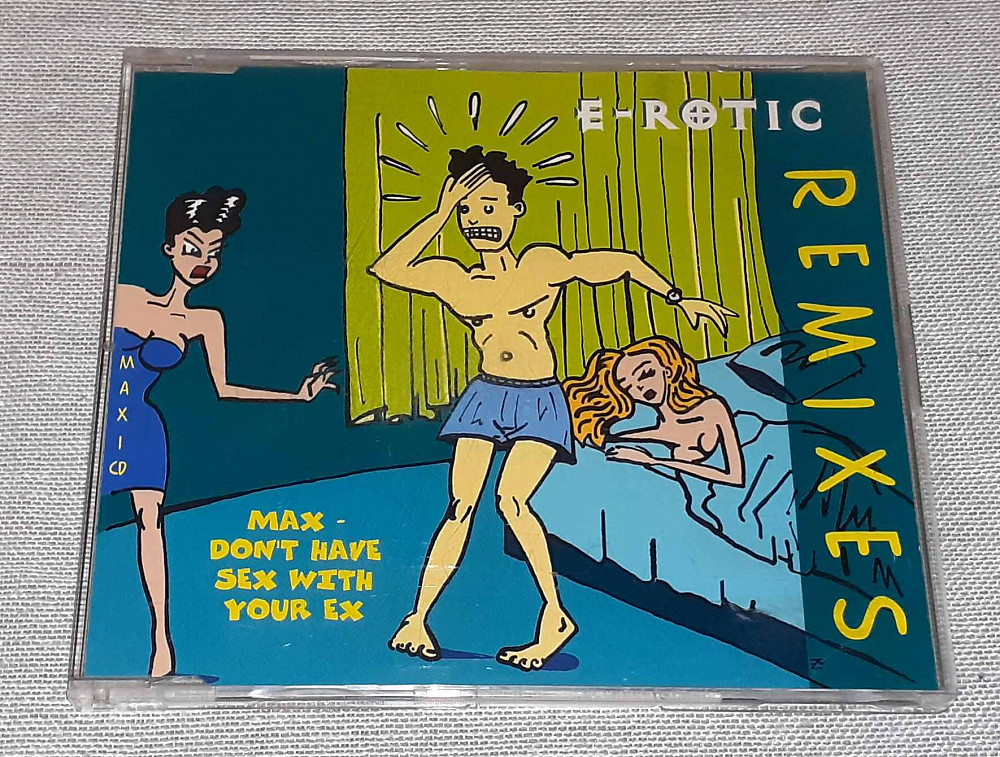 E-ROTIC
REMIXES
MAXI CD
MAX -
DON'T HAVE
SEX WITH
YOUR EX